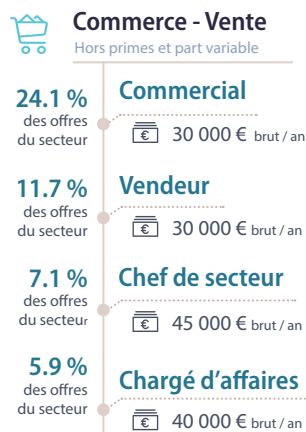 Commerce - Vente
Hors primes et part variable
24.1 %
des offres
du secteur
Commercial
€ 30 000 € brut / an
11.7 %
des offres
du secteur
Vendeur
€ 30 000 € brut / an
7.1 %
des offres
du secteur
Chef de secteur
€ 45 000 € brut / an
5.9 %
des offres
du secteur
Chargé d'affaires
€ 40 000 € brut / an